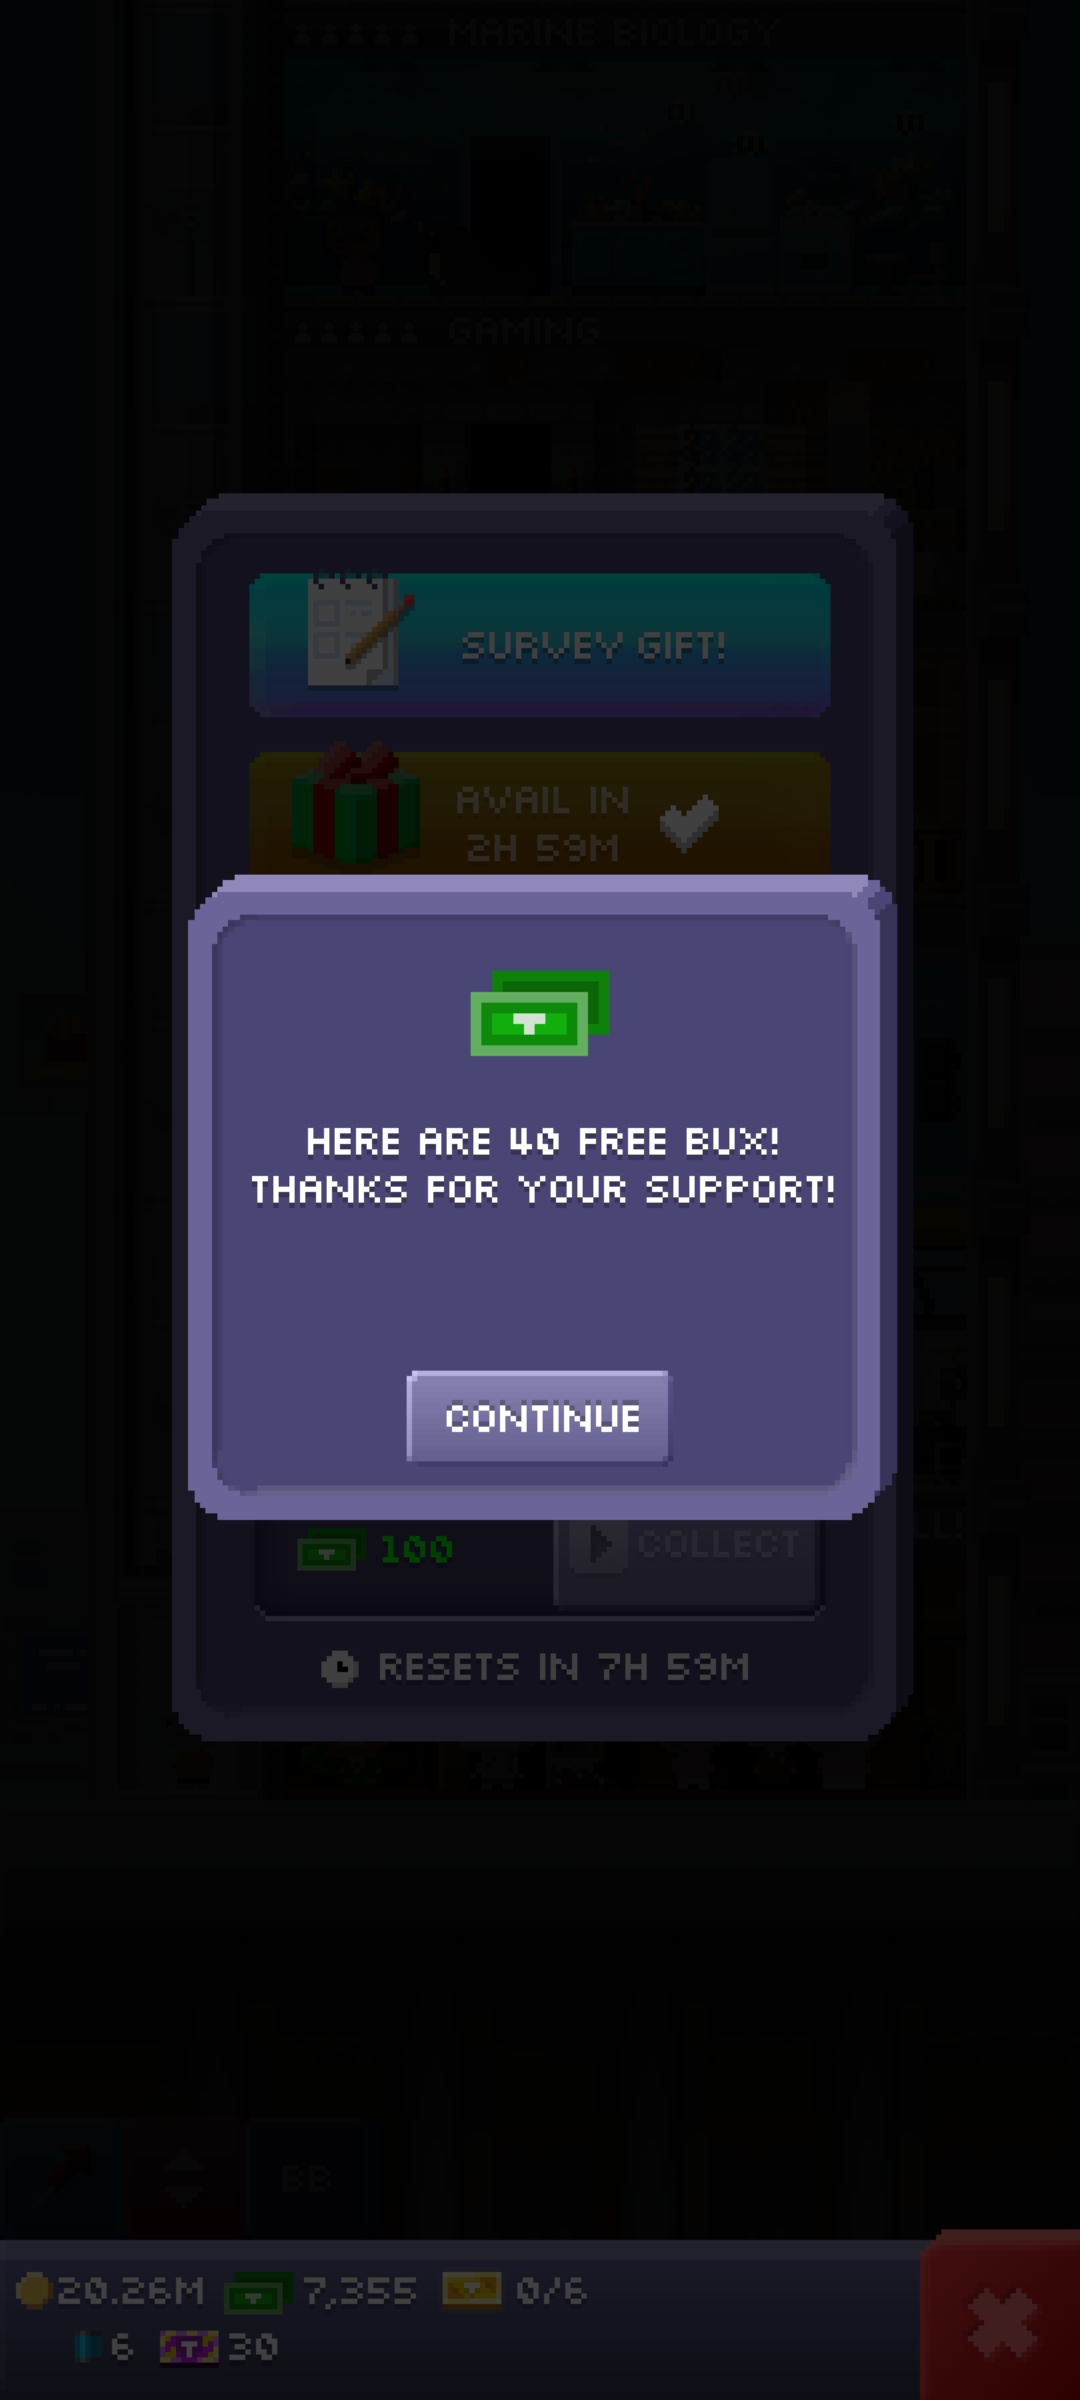 MARINE BIOLOGY
GAMING
SURVEY GIFT!
AVAIL IN
2H 59M
HERE ARE 40 FREE BUX!
THANKS FOR YOUR SUPPORT!
CONTINUE
100
COLLECT
RESETS IN 7H 59M
BB
20.26M 7,355 0/6
6 30